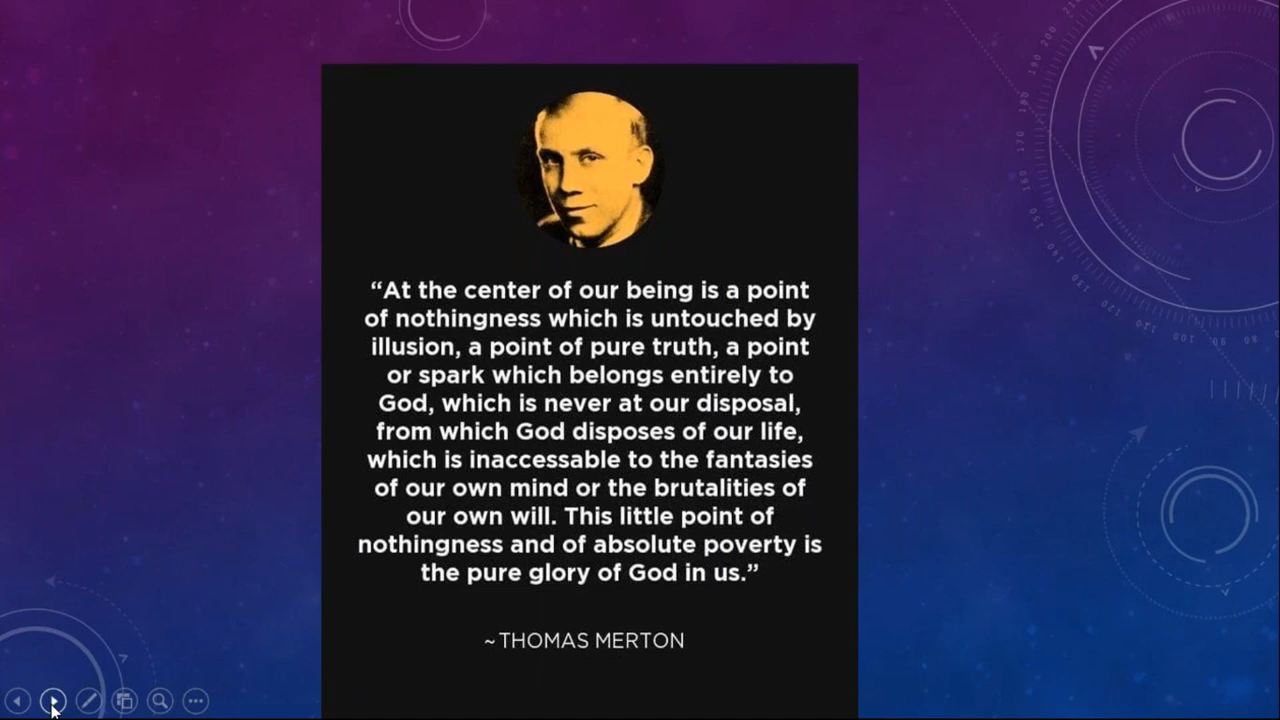 “At the center of our being is a point
of nothingness which is untouched by
illusion, a point of pure truth, a point
or spark which belongs entirely to
God, which is never at our disposal,
from which God disposes of our life,
which is inaccessable to the fantasies
of our own mind or the brutalities of
our own will. This little point of
nothingness and of absolute poverty is
the pure glory of God in us.”
~THOMAS MERTON